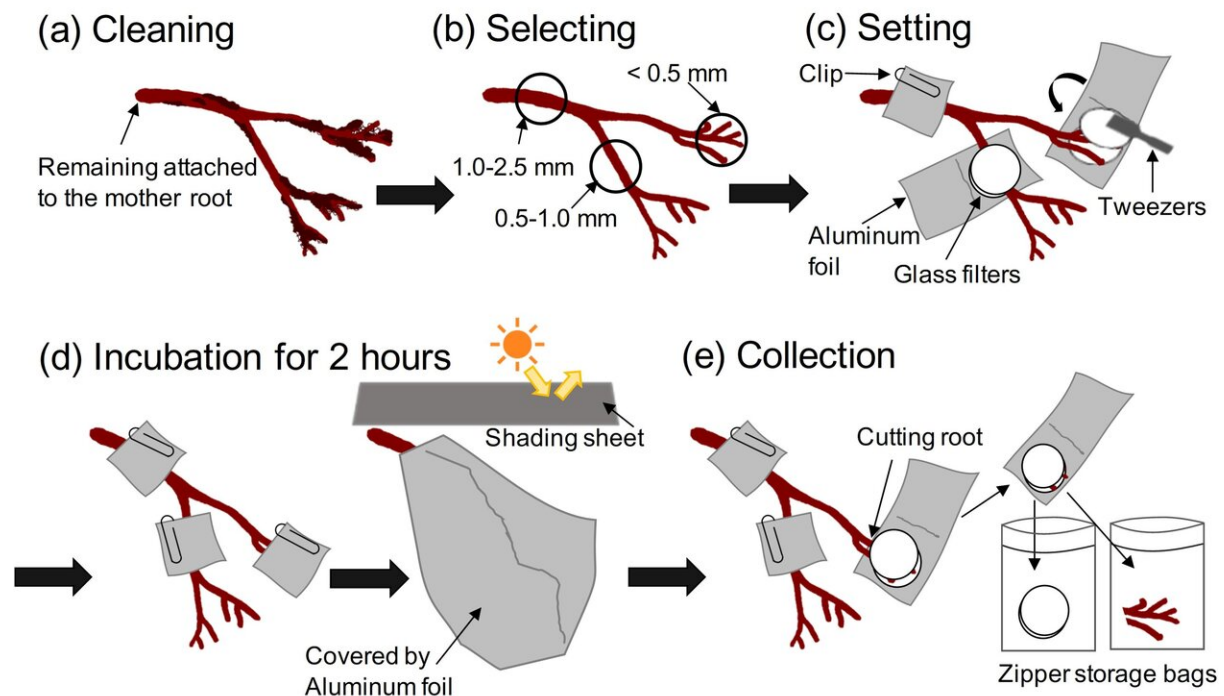 (a) Cleaning
Remaining attached
to the mother root
(b) Selecting
< 0.5 mm
1.0-2.5 mm
0.5-1.0 mm
(c) Setting
Clip
Tweezers
Aluminum
foil
Glass filters
(d) Incubation for 2 hours
Shading sheet
Covered by
Aluminum foil
(e) Collection
Cutting root
Zipper storage bags